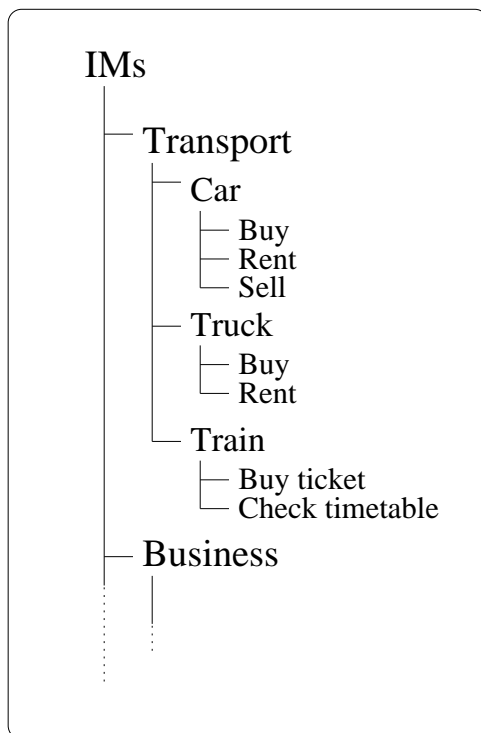 IMs
Transport
Car
Buy
Rent
Sell
Truck
Buy
Rent
Train
Buy ticket
Check timetable
Business